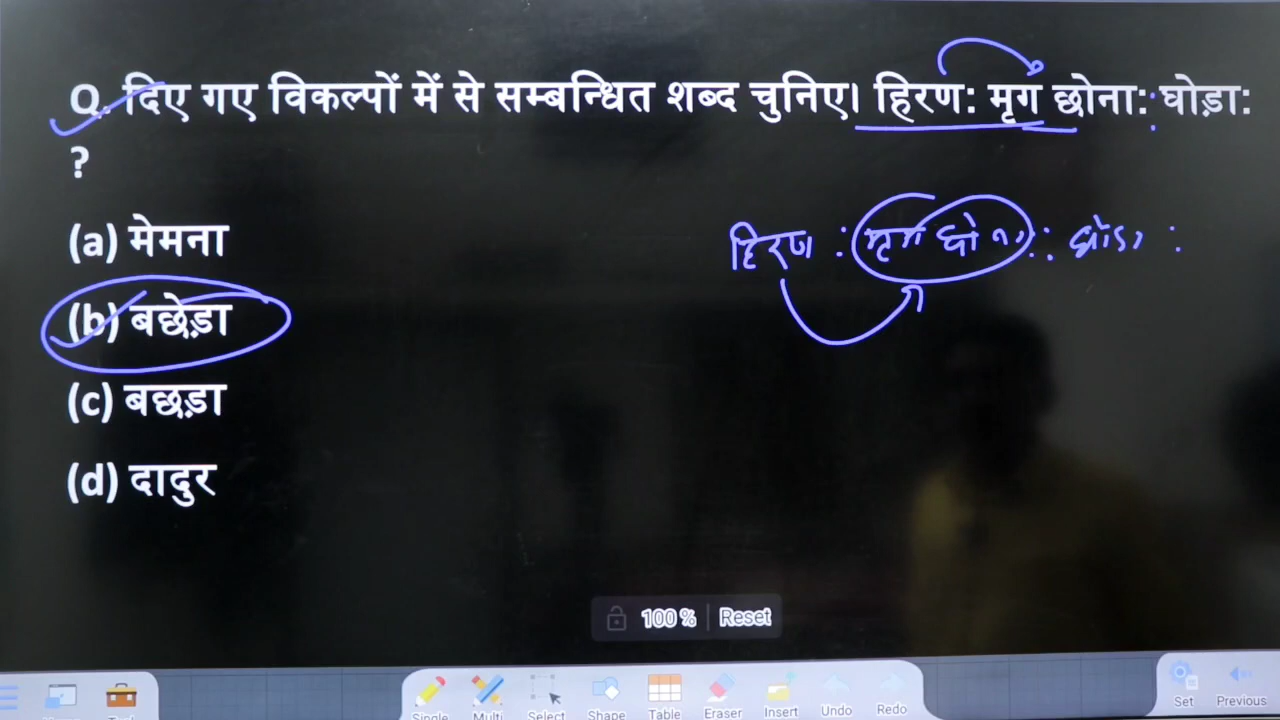 Q. दिए गए विकल्पों में से सम्बन्धित शब्द चुनिए। हिरण: मृग छोना: घोड़ा:
?
(a) मेमना
हिरण : मृग छोना :: घोड़ा :
(b) बछेड़ा
(c) बछड़ा
(d) दादुर
100 % Reset
Single Multi Select Shape Table Eraser Insert Undo Redo Set Previous